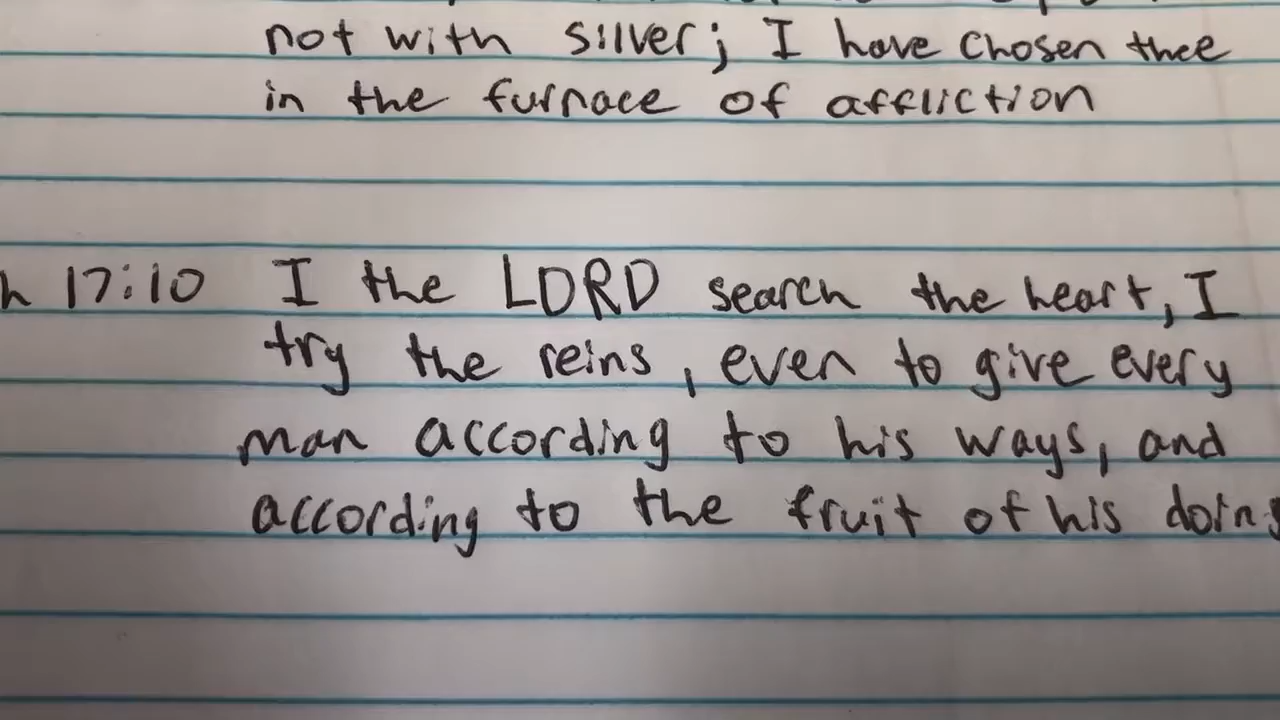 not with silver; I have chosen thee
in the furnace of affliction
h 17:10 I the LORD search the heart, I
try the reins, even to give every
man according to his ways, and
according to the fruit of his doing